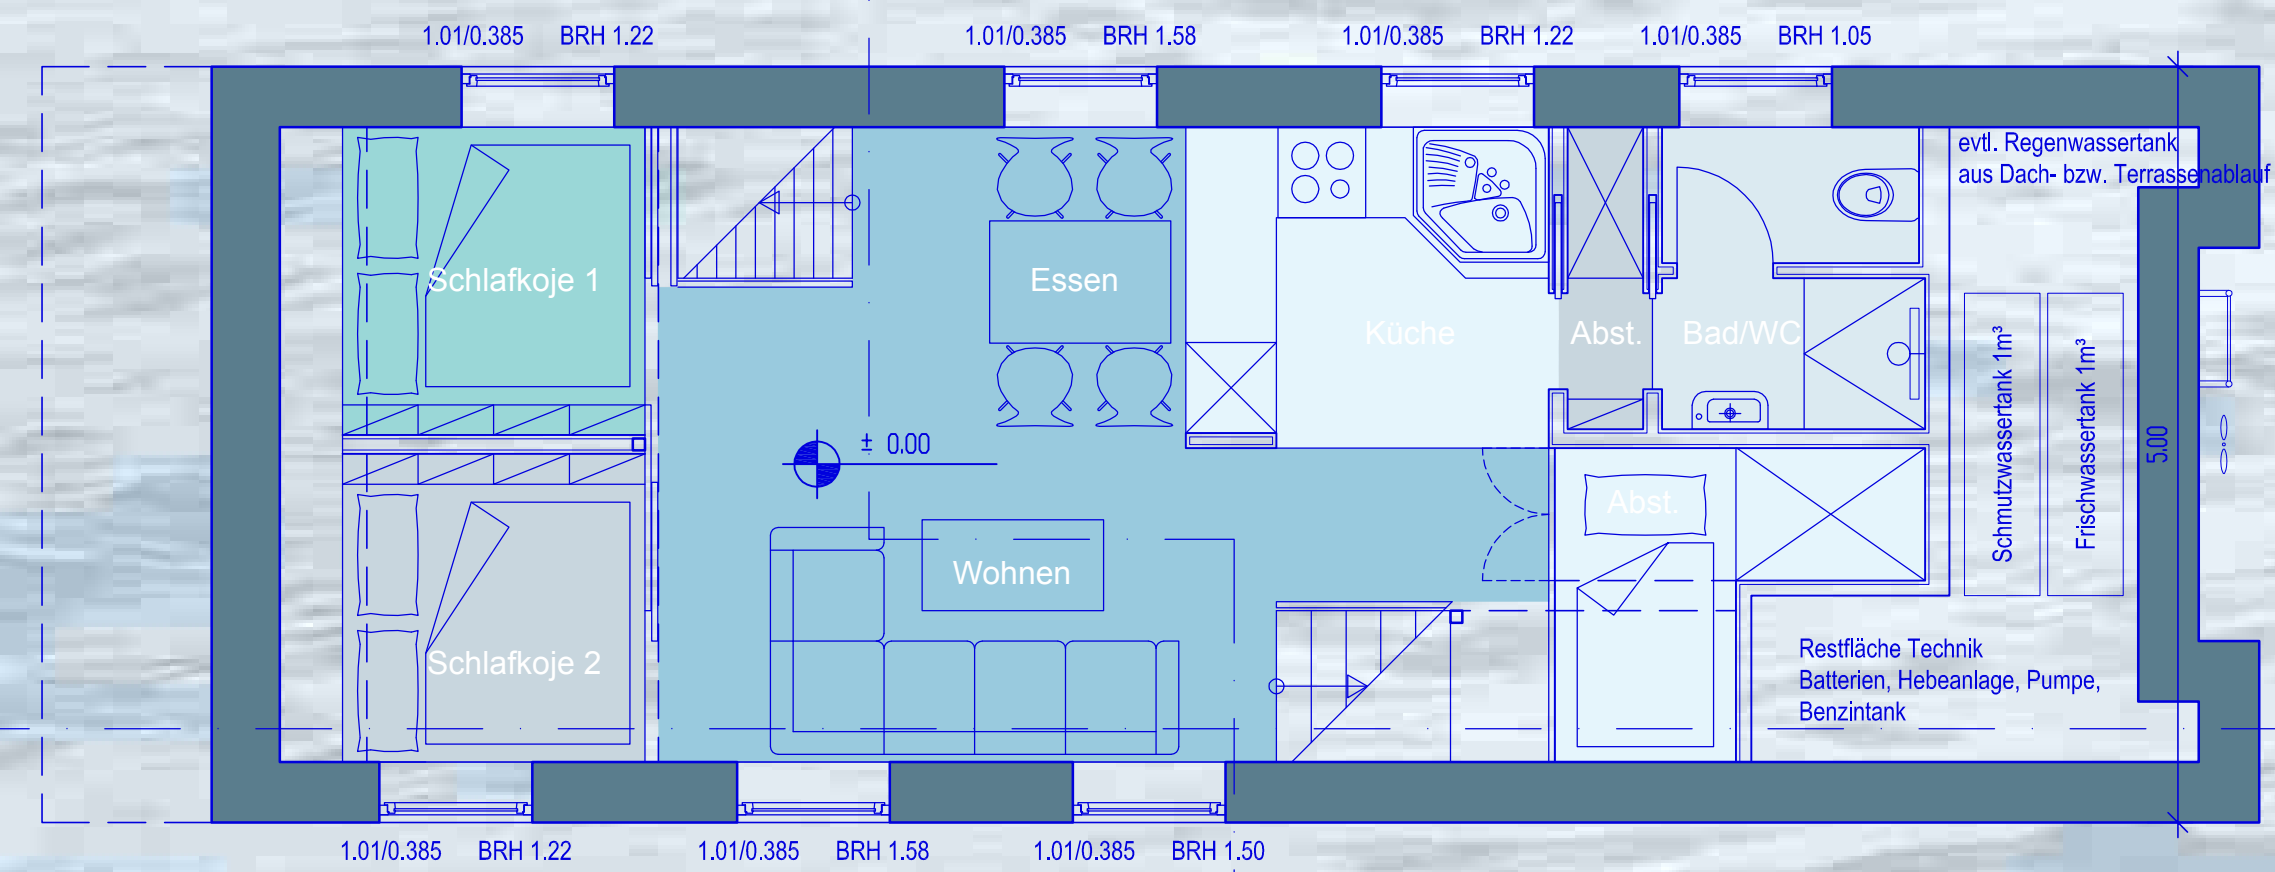 1.01/0.385 BRH 1.22
1.01/0.385 BRH 1.58
1.01/0.385 BRH 1.22
1.01/0.385 BRH 1.05
evtl. Regenwassertank
aus Dach- bzw. Terrassenablauf
Schlafkoje 1
Essen
Küche
Abst.
Bad/WC
Schmutzwassertank 1m³
Frischwassertank 1m³
5.00
± 0.00
Abst.
Wohnen
Schlafkoje 2
Restfläche Technik
Batterien, Hebeanlage, Pumpe,
Benzintank
1.01/0.385 BRH 1.22
1.01/0.385 BRH 1.58
1.01/0.385 BRH 1.50